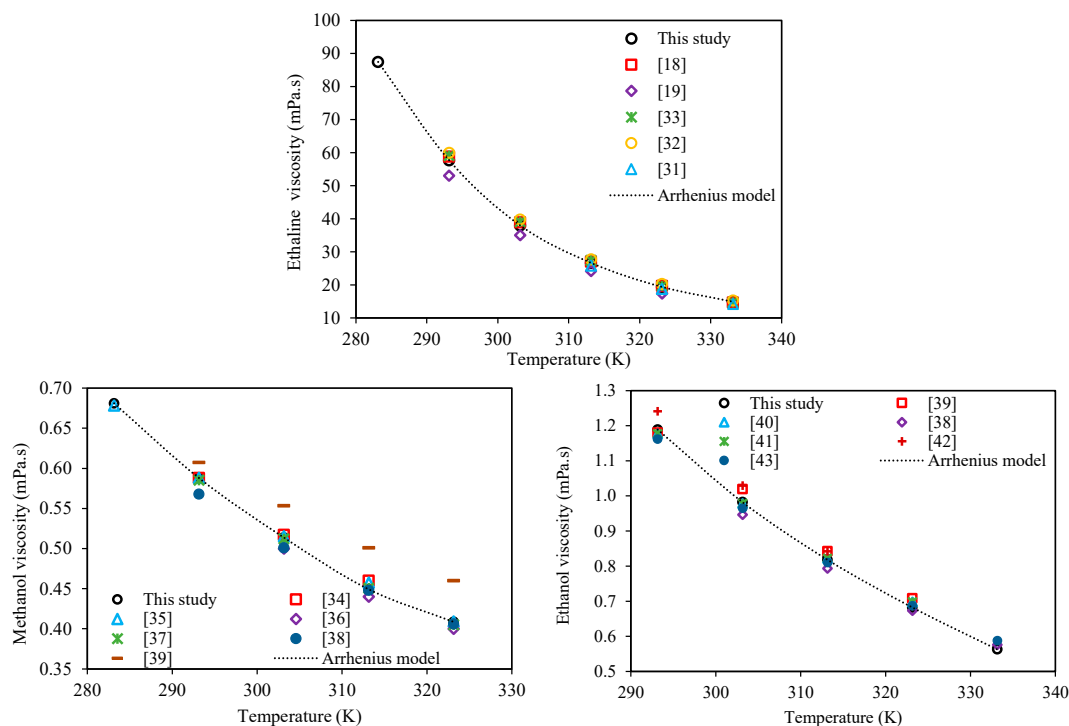 Ethaline viscosity (mPa.s)
100
90
80
70
60
50
40
30
20
10
280 290 300 310 320 330 340
Temperature (K)
This study
[18]
[19]
[33]
[32]
[31]
Arrhenius model
Methanol viscosity (mPa.s)
0.70
0.65
0.60
0.55
0.50
0.45
0.40
0.35
280 290 300 310 320 330
Temperature (K)
This study [34]
[35] [36]
[37] [38]
[39] Arrhenius model
Ethanol viscosity (mPa.s)
1.3
1.2
1.1
1.0
0.9
0.8
0.7
0.6
0.5
290 300 310 320 330 340
Temperature (K)
This study [39]
[40] [38]
[41] [42]
[43] Arrhenius model